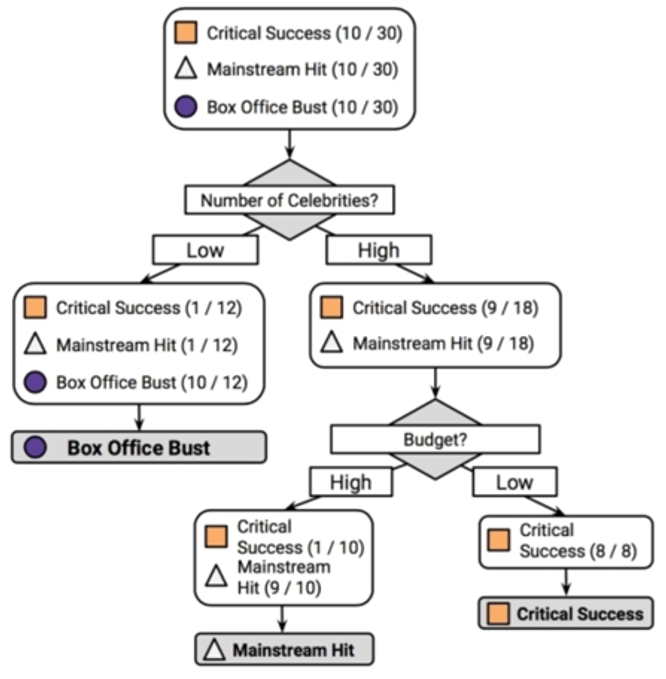 Critical Success (10 / 30)
Mainstream Hit (10 / 30)
Box Office Bust (10 / 30)
Number of Celebrities?
Low
High
Critical Success (1 / 12)
Mainstream Hit (1 / 12)
Box Office Bust (10 / 12)
Box Office Bust
Critical Success (9 / 18)
Mainstream Hit (9 / 18)
Budget?
High
Low
Critical
Success (1 / 10)
Mainstream
Hit (9 / 10)
Mainstream Hit
Critical
Success (8 / 8)
Critical Success